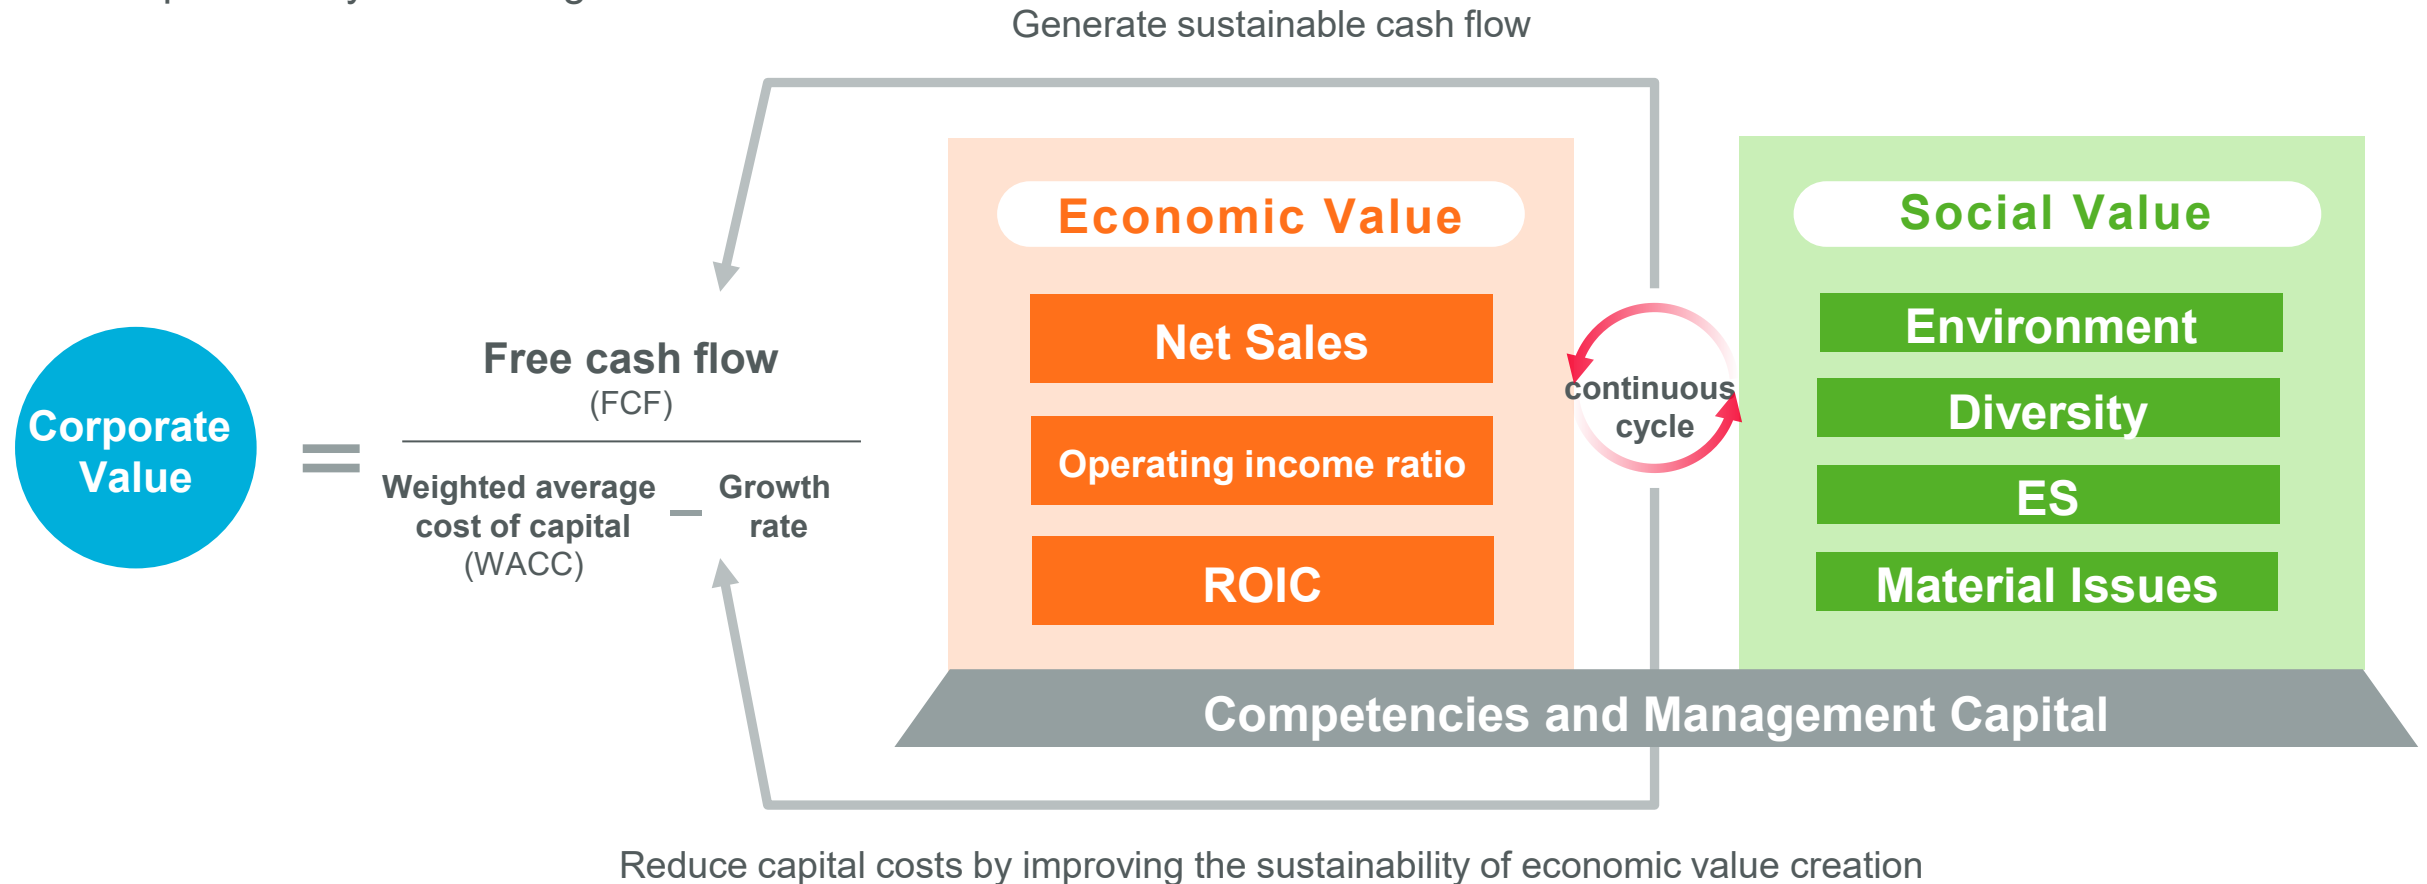 Generate sustainable cash flow
Economic Value
Social Value
Net Sales
Operating income ratio
ROIC
continuous
cycle
Environment
Diversity
ES
Material Issues
Corporate
Value
=
Free cash flow
(FCF)
Weighted average
cost of capital
(WACC)
–
Growth
rate
Competencies and Management Capital
Reduce capital costs by improving the sustainability of economic value creation